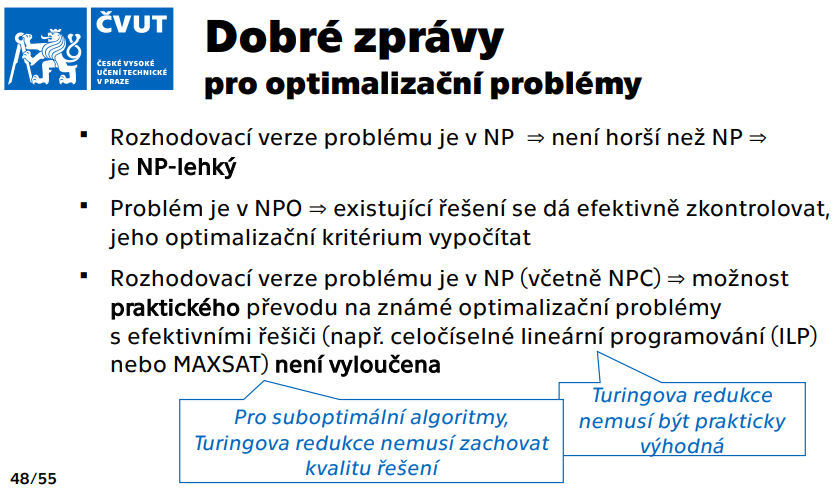 ČVUT
ČESKÉ VYSOKÉ
UČENÍ TECHNICKÉ
V PRAZE
Dobré zprávy
pro optimalizační problémy
▪ Rozhodovací verze problému je v NP ⇒ není horší než NP ⇒
je NP-lehký
▪ Problém je v NPO ⇒ existující řešení se dá efektivně zkontrolovat,
jeho optimalizační kritérium vypočítat
▪ Rozhodovací verze problému je v NP (včetně NPC) ⇒ možnost
praktického převodu na známé optimalizační problémy
s efektivními řešiči (např. celočíselné lineární programování (ILP)
nebo MAXSAT) není vyloučena
Pro suboptimální algoritmy,
Turingova redukce nemusí zachovat
kvalitu řešení
Turingova redukce
nemusí být prakticky
výhodná
48/55